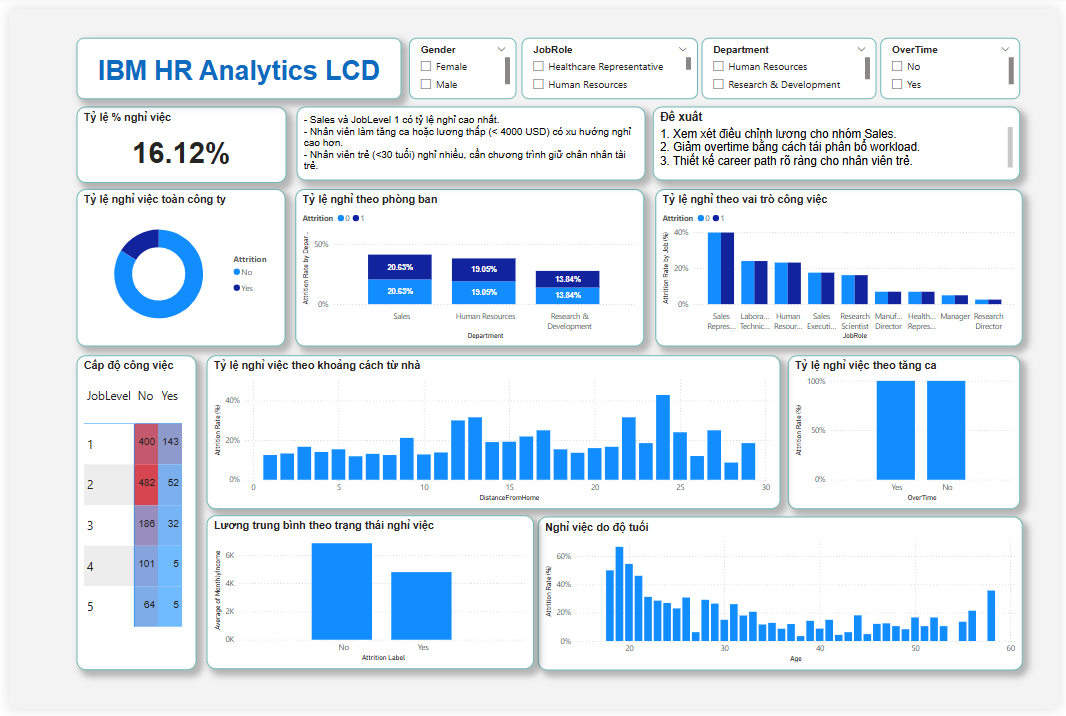 IBM HR Analytics LCD
Gender
Female
Male
JobRole
Healthcare Representative
Human Resources
Department
Human Resources
Research & Development
OverTime
No
Yes
Tỷ lệ % nghỉ việc
16.12%
- Sales và JobLevel 1 có tỷ lệ nghỉ cao nhất.
- Nhân viên làm tăng ca hoặc lương thấp (< 4000 USD) có xu hướng nghỉ
cao hơn.
- Nhân viên trẻ (<30 tuổi) nghỉ nhiều, cần chương trình giữ chân nhân tài
trẻ.
Đề xuất
1. Xem xét điều chỉnh lương cho nhóm Sales.
2. Giảm overtime bằng cách tái phân bổ workload.
3. Thiết kế career path rõ ràng cho nhân viên trẻ.
Tỷ lệ nghỉ việc toàn công ty
Attrition
No
Yes
Tỷ lệ nghỉ theo phòng ban
Attrition 0 1
Attrition Rate by Depar...
50%
0%
20.63%
20.63%
19.05%
19.05%
13.84%
13.84%
Sales
Human Resources
Research &
Development
Department
Tỷ lệ nghỉ theo vai trò công việc
Attrition 0 1
Attrition Rate by Job (%)
40%
20%
0%
Sales
Repres...
Labora...
Technic...
Human
Resour...
Sales
Executi...
Research
Scientist
Manuf...
Director
Health...
Repres...
Manager
Research
Director
JobRole
Cấp độ công việc
JobLevel No Yes
1 400 143
2 482 52
3 186 32
4 101 5
5 64 5
Tỷ lệ nghỉ việc theo khoảng cách từ nhà
Attrition Rate (%)
40%
20%
0%
0 5 10 15 20 25 30
DistanceFromHome
Tỷ lệ nghỉ việc theo tăng ca
Attrition Rate (%)
100%
50%
0%
Yes No
OverTime
Lương trung bình theo trạng thái nghỉ việc
Average of MonthlyIncome
6K
4K
2K
0K
No Yes
Attrition Label
Nghỉ việc do độ tuổi
Attrition Rate (%)
60%
40%
20%
0%
20 30 40 50 60
Age